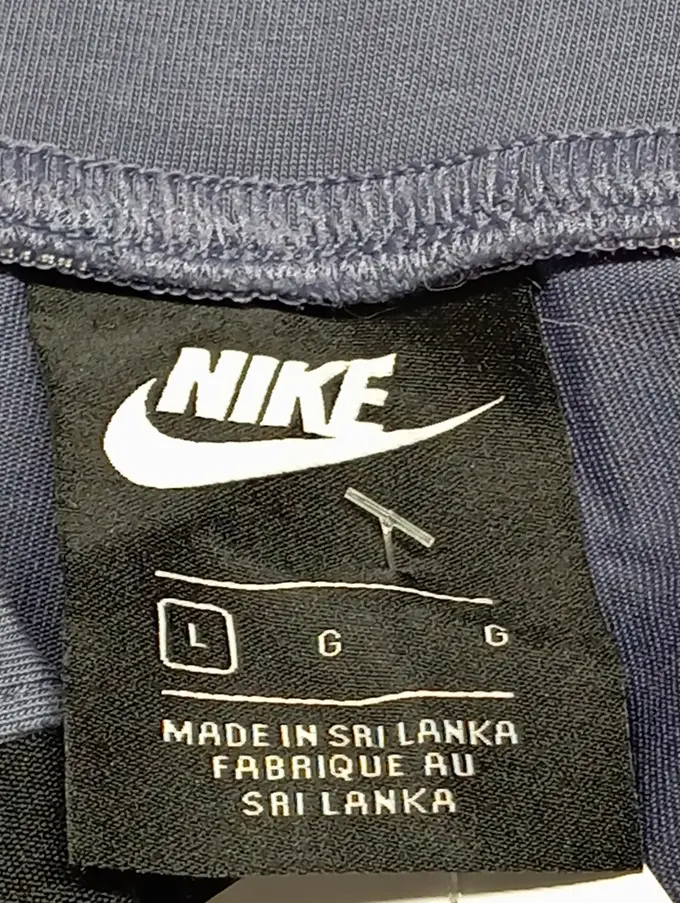 NIKE
L G G
MADE IN SRI LANKA
FABRIQUE AU
SRI LANKA